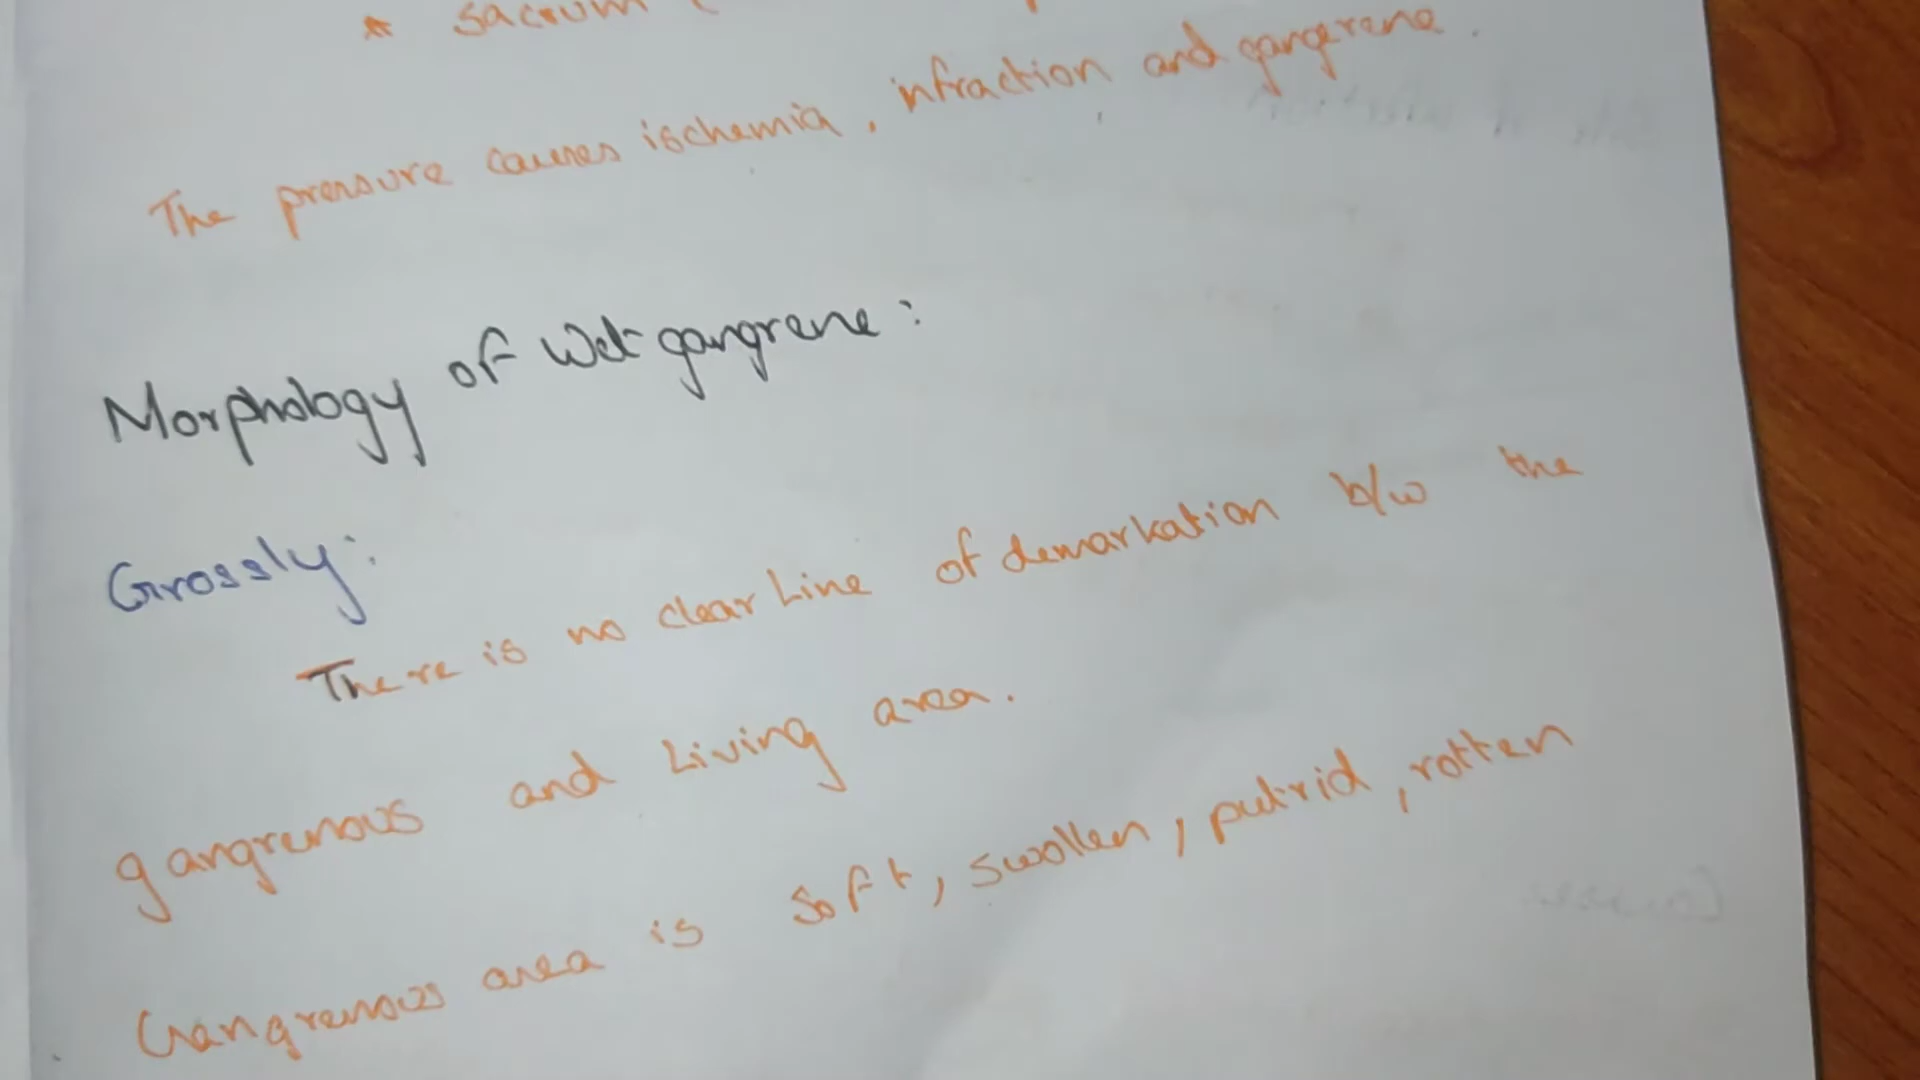 * sacrum (
The pressure causes ischemia, infraction and gangerene.
Morphology of Wet gangrene:
Grossly:
There is no clear Line of demarkation b/w the
gangrenous and Living area.
Gangrenous area is soft, swollen, putrid, rotten